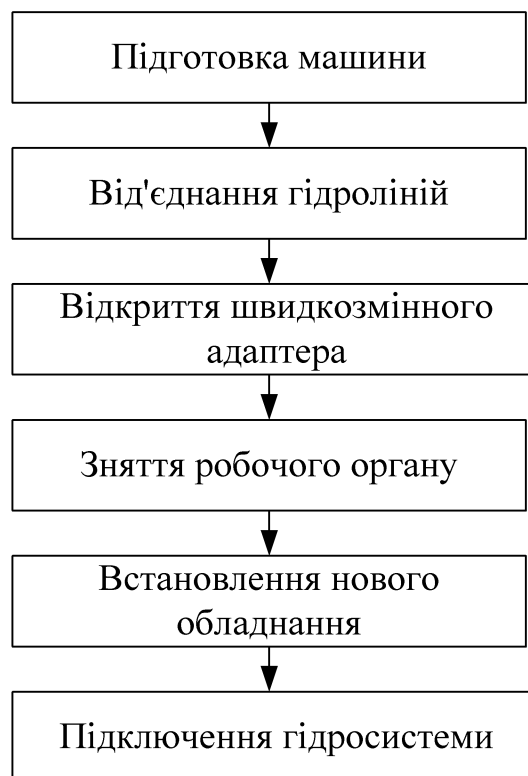 Підготовка машини
Від'єднання гідроліній
Відкриття швидкозмінного
адаптера
Зняття робочого органу
Встановлення нового
обладнання
Підключення гідросистеми